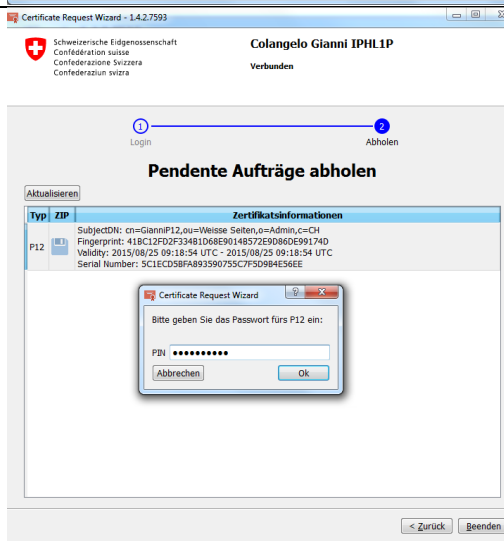 Certificate Request Wizard - 1.4.2.7593
Schweizerische Eidgenossenschaft
Confédération suisse
Confederazione Svizzera
Confederaziun svizra
Colangelo Gianni IPHL1P
Verbunden
1
2
Login
Abholen
Pendente Aufträge abholen
Aktualisieren
Typ ZIP Zertifikatsinformationen
P12
SubjectDN: cn=GianniP12,ou=Weisse Seiten,o=Admin,c=CH
Fingerprint: 41BC12FD2F3341D68E9014B572E9D86DE99174D
Validity: 2015/08/25 09:18:54 UTC - 2015/08/25 09:18:54 UTC
Serial Number: 5C1ECD5BFA893590755C7F5D9B4E56EE
Certificate Request Wizard
Bitte geben Sie das Passwort fürs P12 ein:
PIN ●●●●●●●●●●
Abbrechen Ok
< Zurück Beenden